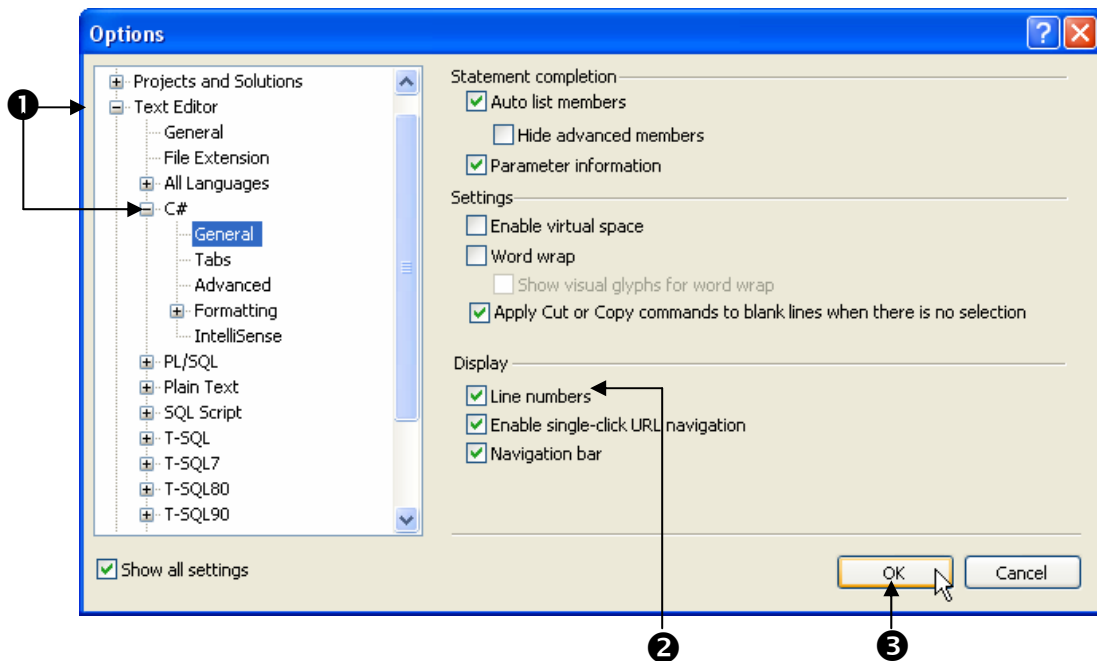 Options
Projects and Solutions
Text Editor
General
File Extension
All Languages
C#
General
Tabs
Advanced
Formatting
IntelliSense
PL/SQL
Plain Text
SQL Script
T-SQL
T-SQL7
T-SQL80
T-SQL90
Show all settings
Statement completion
Auto list members
Hide advanced members
Parameter information
Settings
Enable virtual space
Word wrap
Show visual glyphs for word wrap
Apply Cut or Copy commands to blank lines when there is no selection
Display
Line numbers
Enable single-click URL navigation
Navigation bar
OK
Cancel
❶
❷
❸